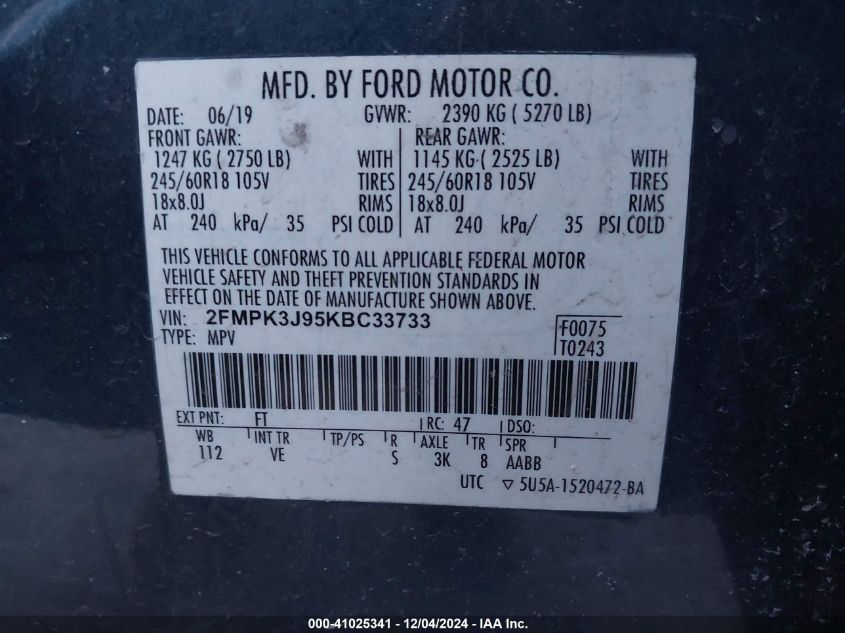 MFD. BY FORD MOTOR CO.
DATE: 06/19 GVWR: 2390 KG ( 5270 LB)
FRONT GAWR: REAR GAWR:
1247 KG ( 2750 LB) WITH 1145 KG ( 2525 LB) WITH
245/60R18 105V TIRES 245/60R18 105V TIRES
18x8.0J RIMS 18x8.0J RIMS
AT 240 kPa/ 35 PSI COLD AT 240 kPa/ 35 PSI COLD
THIS VEHICLE CONFORMS TO ALL APPLICABLE FEDERAL MOTOR
VEHICLE SAFETY AND THEFT PREVENTION STANDARDS IN
EFFECT ON THE DATE OF MANUFACTURE SHOWN ABOVE.
VIN: 2FMPK3J95KBC33733 F0075
TYPE: MPV T0243
EXT PNT: FT RC: 47 DSO:
WB INT TR TP/PS R AXLE TR SPR
112 VE S 3K 8 AABB
UTC ▽ 5U5A-1520472-BA
000-41025341 - 12/04/2024 - IAA Inc.